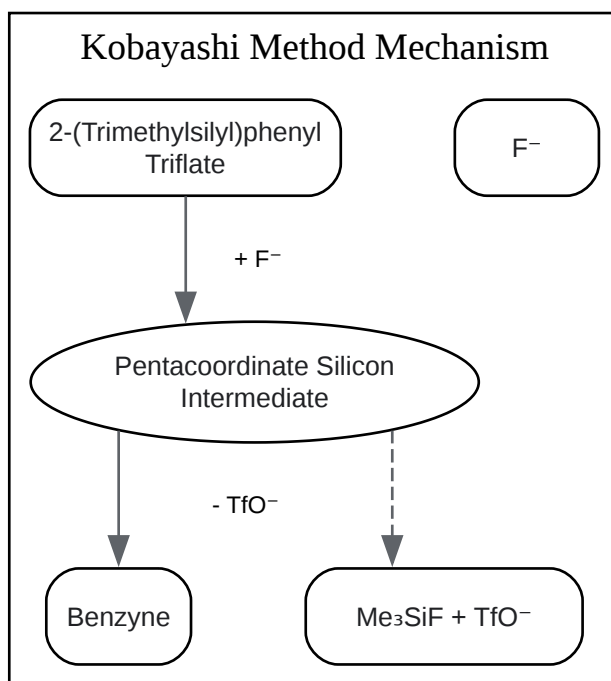 Kobayashi Method Mechanism
2-(Trimethylsilyl)phenyl
Triflate
F⁻
+ F⁻
Pentacoordinate Silicon
Intermediate
- TfO⁻
Benzyne
Me₃SiF + TfO⁻